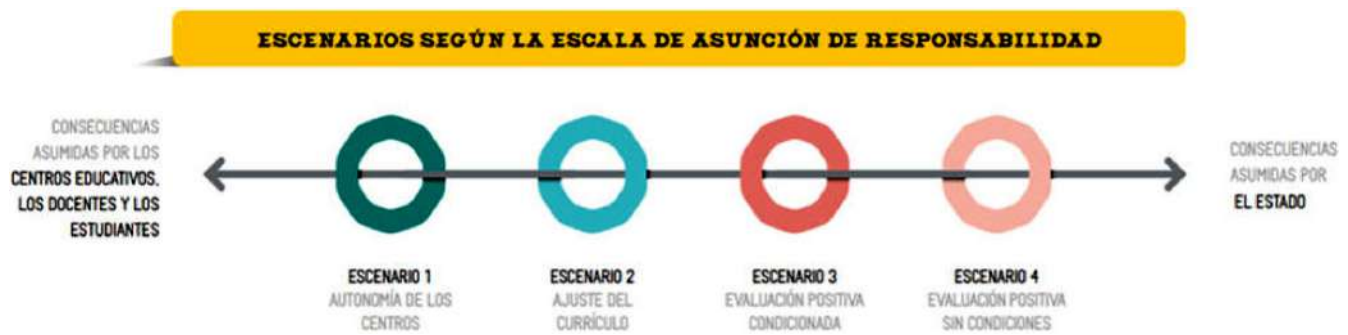 ESCENARIOS SEGÚN LA ESCALA DE ASUNCIÓN DE RESPONSABILIDAD
CONSECUENCIAS
ASUMIDAS POR LOS
CENTROS EDUCATIVOS,
LOS DOCENTES Y LOS
ESTUDIANTES
CONSECUENCIAS
ASUMIDAS POR
EL ESTADO
ESCENARIO 1
AUTONOMÍA DE LOS
CENTROS
ESCENARIO 2
AJUSTE DEL
CURRÍCULO
ESCENARIO 3
EVALUACIÓN POSITIVA
CONDICIONADA
ESCENARIO 4
EVALUACIÓN POSITIVA
SIN CONDICIONES